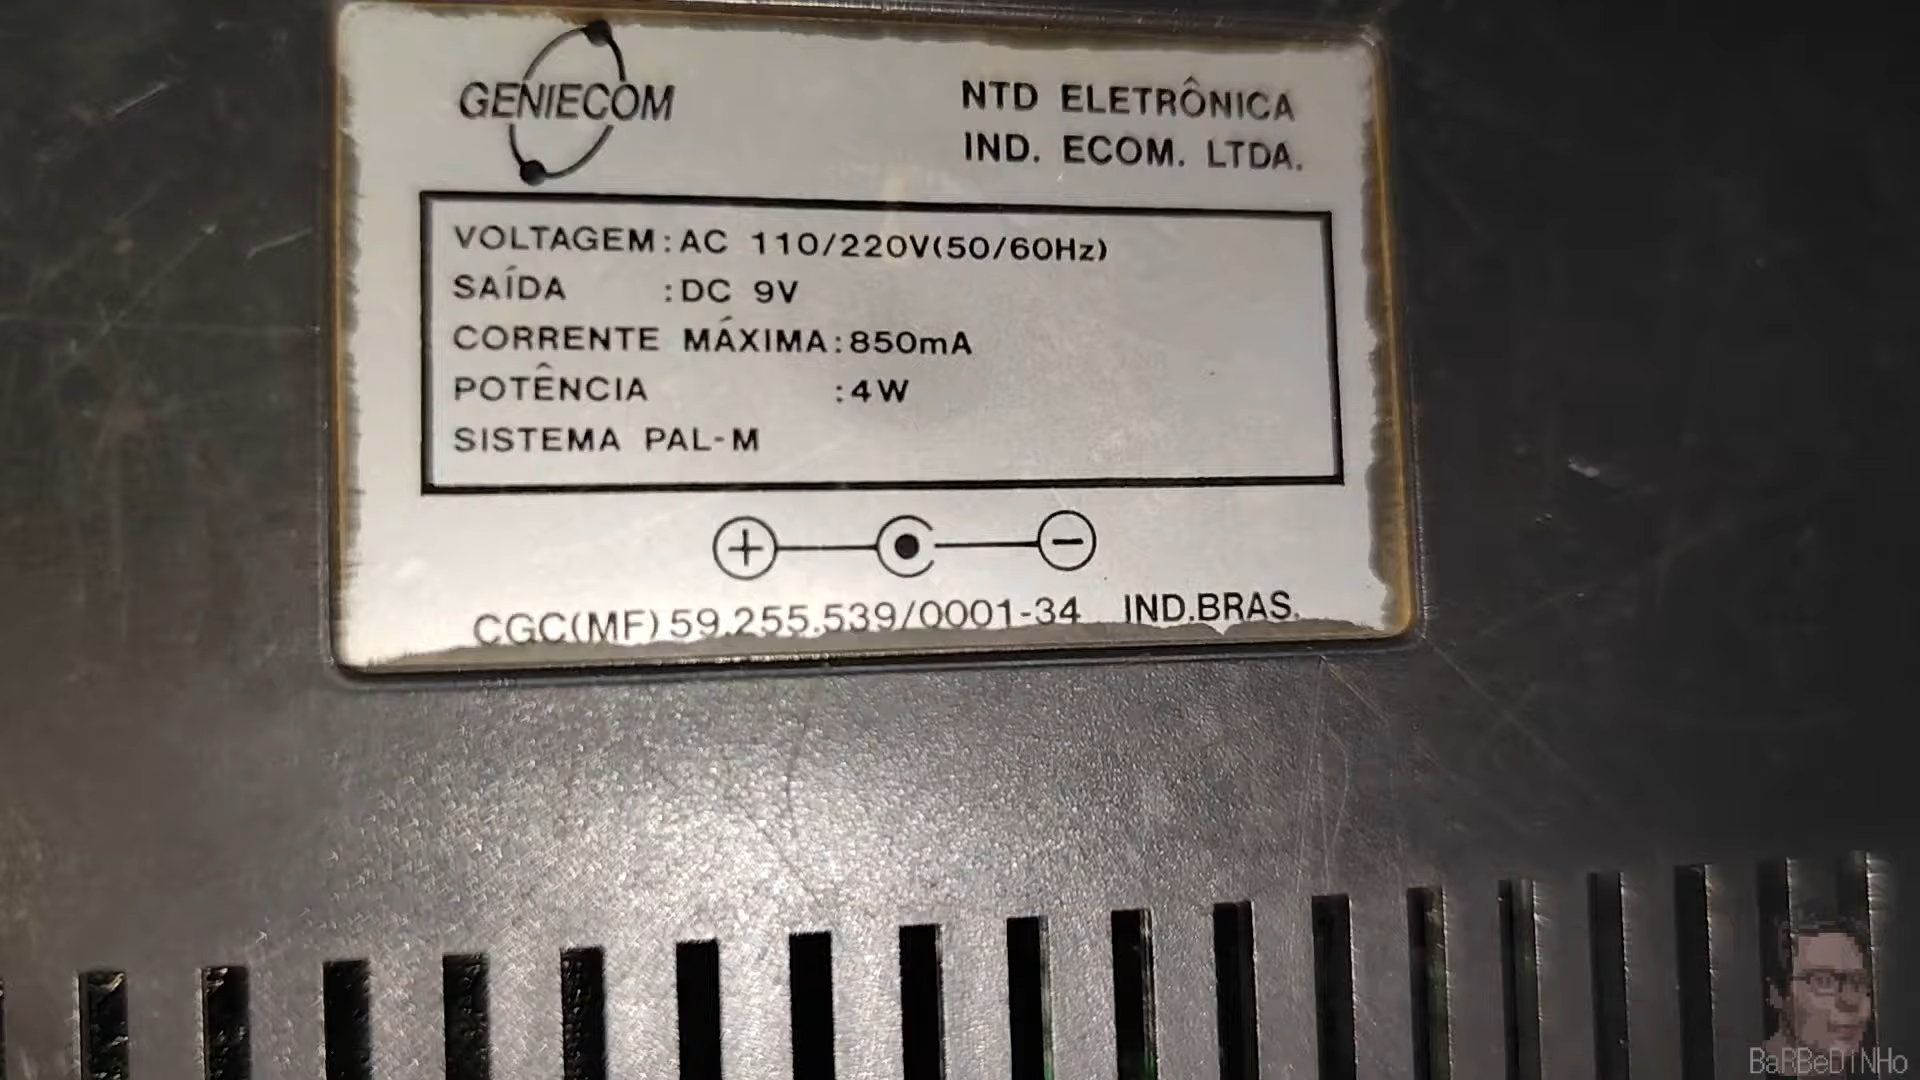 GENIECOM
NTD ELETRÔNICA
IND. ECOM. LTDA.
VOLTAGEM:AC 110/220V(50/60Hz)
SAÍDA :DC 9V
CORRENTE MÁXIMA:850mA
POTÊNCIA :4W
SISTEMA PAL-M
+ -
CGC(MF)59.255.539/0001-34 IND.BRAS.
BaRBeDiNHo